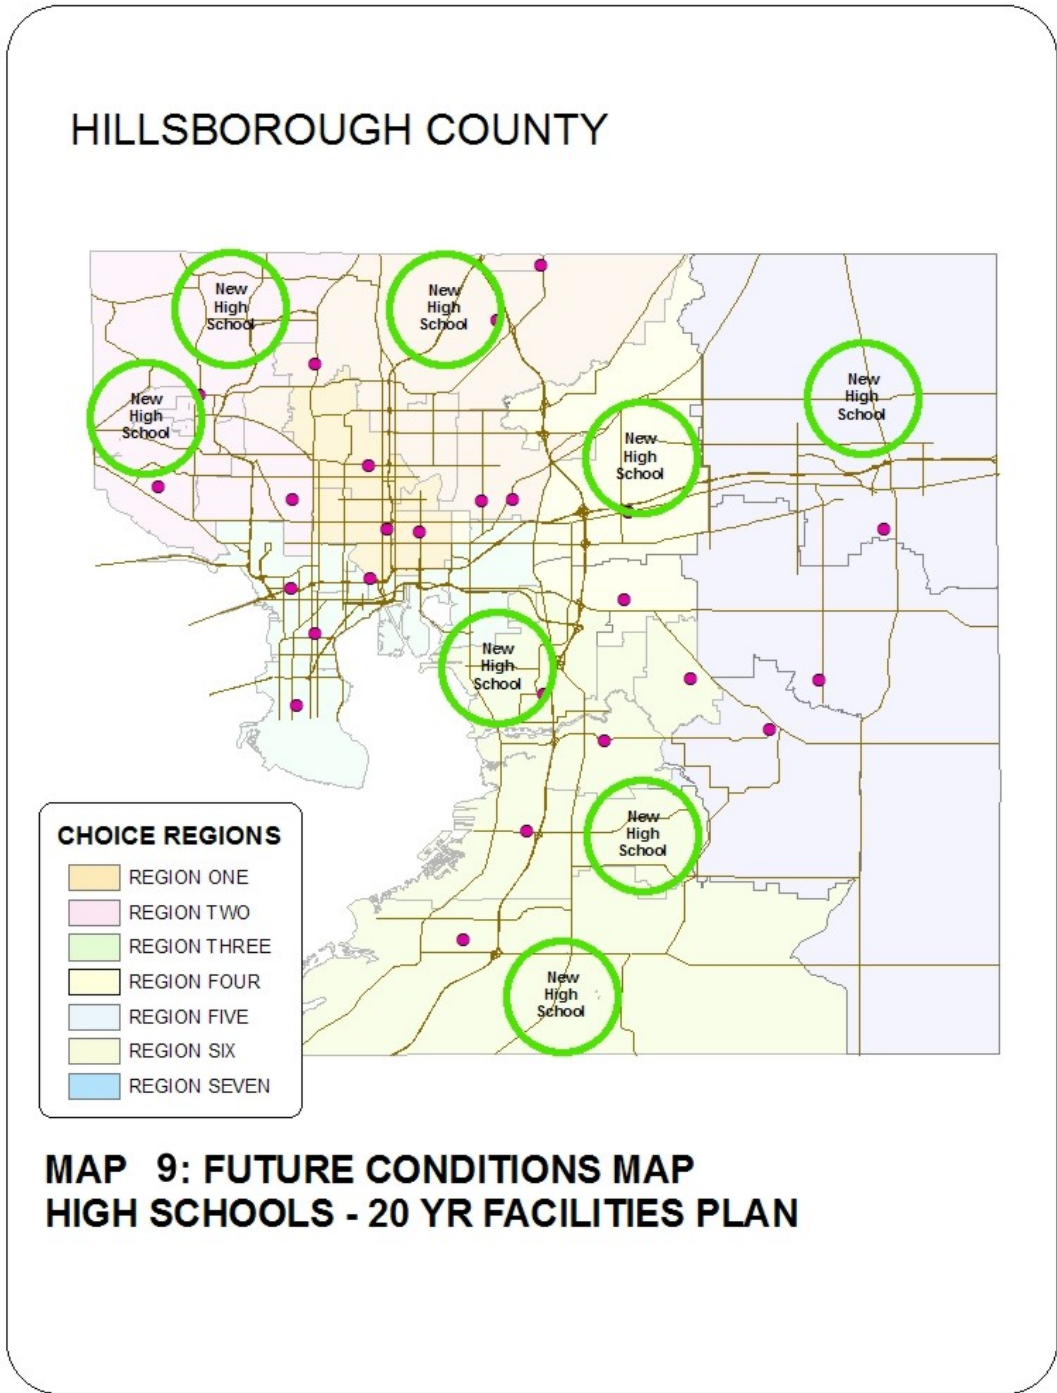 HILLSBOROUGH COUNTY
New
High
School
New
High
School
New
High
School
New
High
School
New
High
School
New
High
School
New
High
School
New
High
School
CHOICE REGIONS
REGION ONE
REGION TWO
REGION THREE
REGION FOUR
REGION FIVE
REGION SIX
REGION SEVEN
MAP 9: FUTURE CONDITIONS MAP
HIGH SCHOOLS - 20 YR FACILITIES PLAN